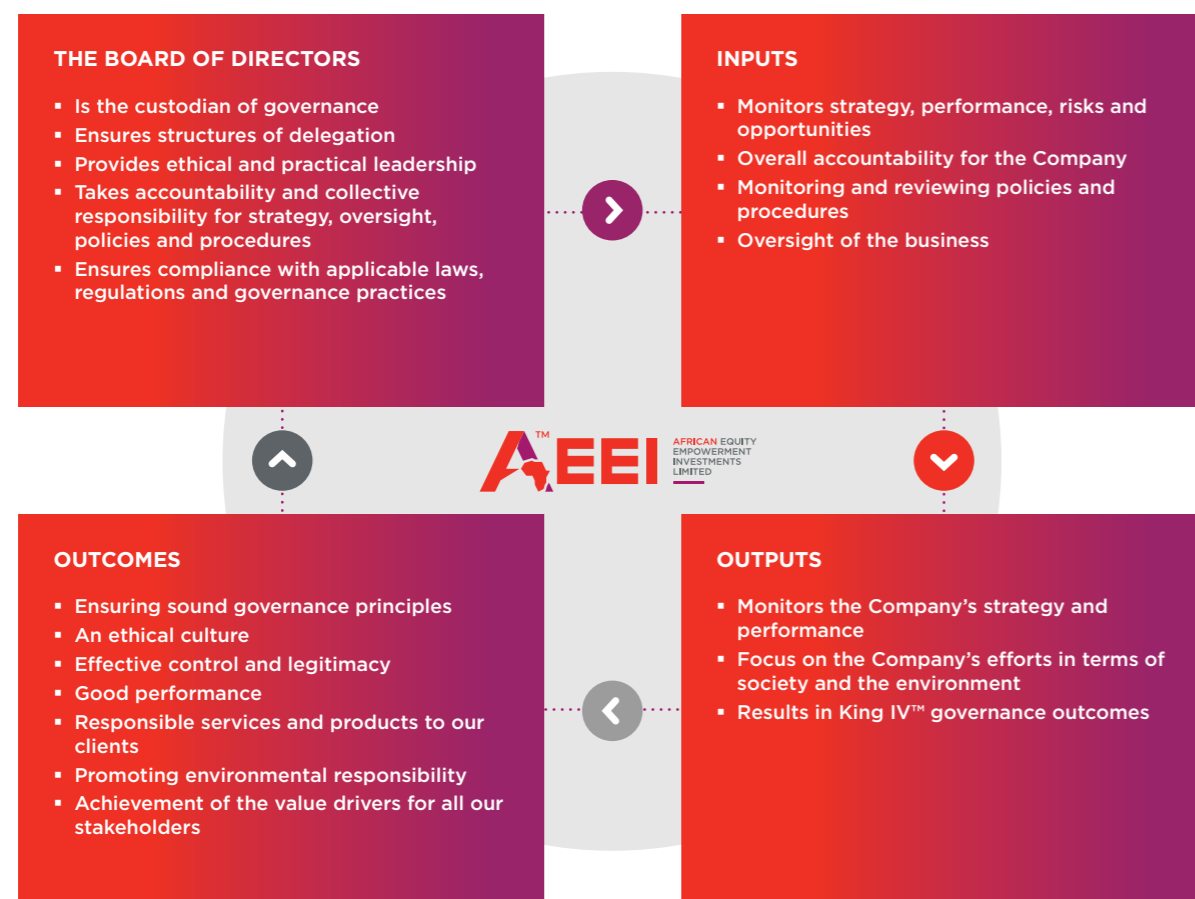 THE BOARD OF DIRECTORS
▪ Is the custodian of governance
▪ Ensures structures of delegation
▪ Provides ethical and practical leadership
▪ Takes accountability and collective
responsibility for strategy, oversight,
policies and procedures
▪ Ensures compliance with applicable laws,
regulations and governance practices
INPUTS
▪ Monitors strategy, performance, risks and
opportunities
▪ Overall accountability for the Company
▪ Monitoring and reviewing policies and
procedures
▪ Oversight of the business
AEEI™
AFRICAN EQUITY
EMPOWERMENT
INVESTMENTS
LIMITED
OUTCOMES
▪ Ensuring sound governance principles
▪ An ethical culture
▪ Effective control and legitimacy
▪ Good performance
▪ Responsible services and products to our
clients
▪ Promoting environmental responsibility
▪ Achievement of the value drivers for all our
stakeholders
OUTPUTS
▪ Monitors the Company’s strategy and
performance
▪ Focus on the Company’s efforts in terms of
society and the environment
▪ Results in King IV™ governance outcomes